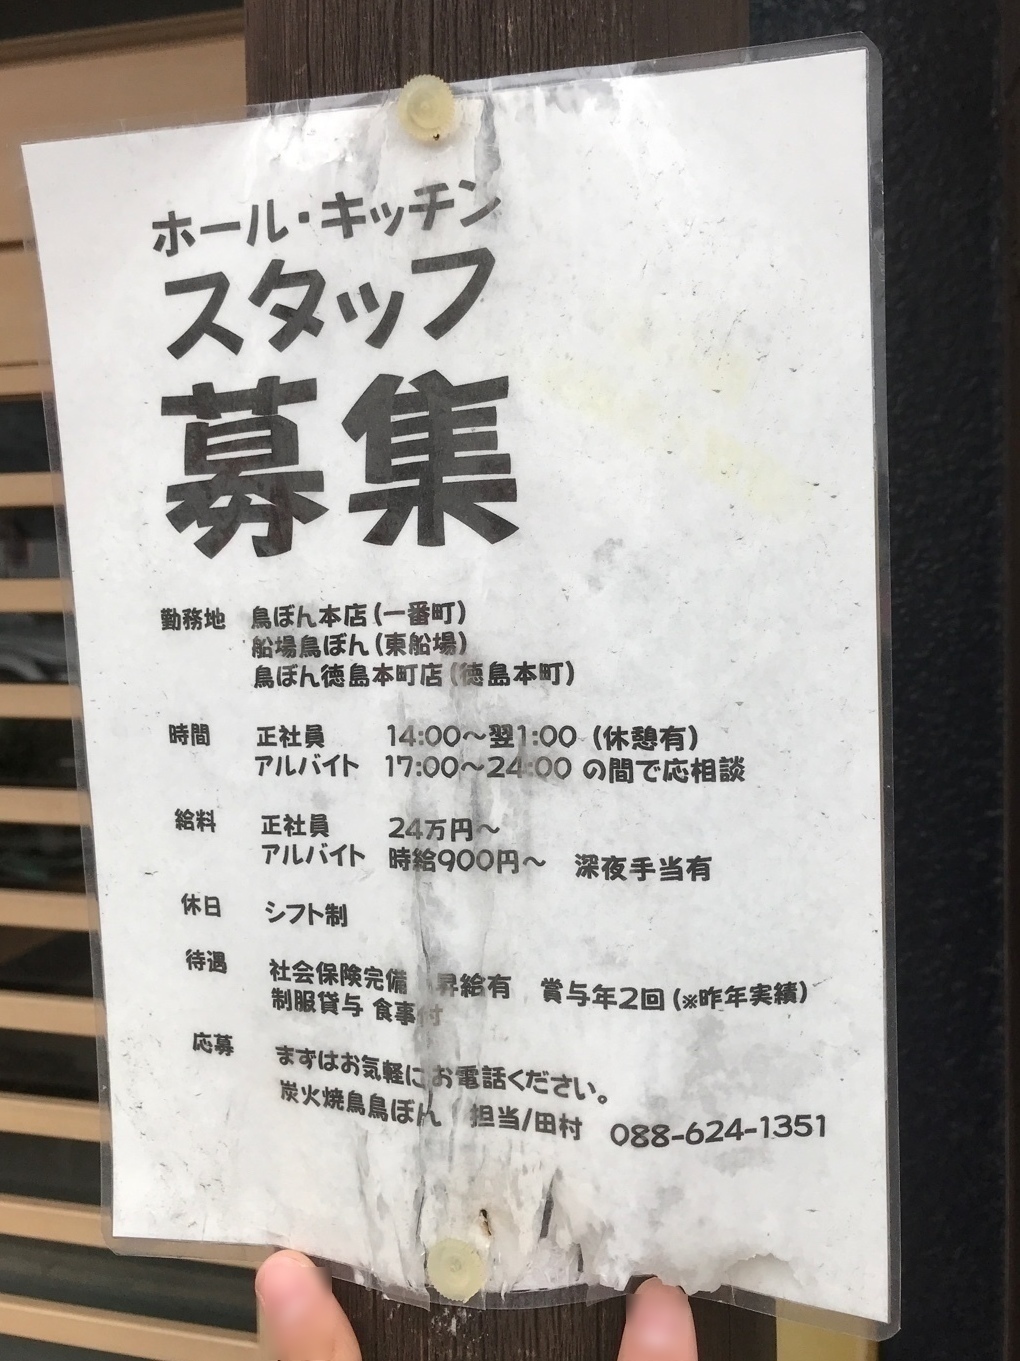 ホール・キッチン
スタッフ
募集
勤務地 鳥ぼん本店(一番町)
船場鳥ぼん(東船場)
鳥ぼん徳島本町店(徳島本町)
時間 正社員 14:00〜翌1:00 (休憩有)
アルバイト 17:00〜24:00 の間で応相談
給料 正社員 24万円〜
アルバイト 時給900円〜 深夜手当有
休日 シフト制
待遇 社会保険完備 昇給有 賞与年2回(※昨年実績)
制服貸与 食事付
応募 まずはお気軽にお電話ください。
炭火焼鳥鳥ぼん 担当/田村 088-624-1351